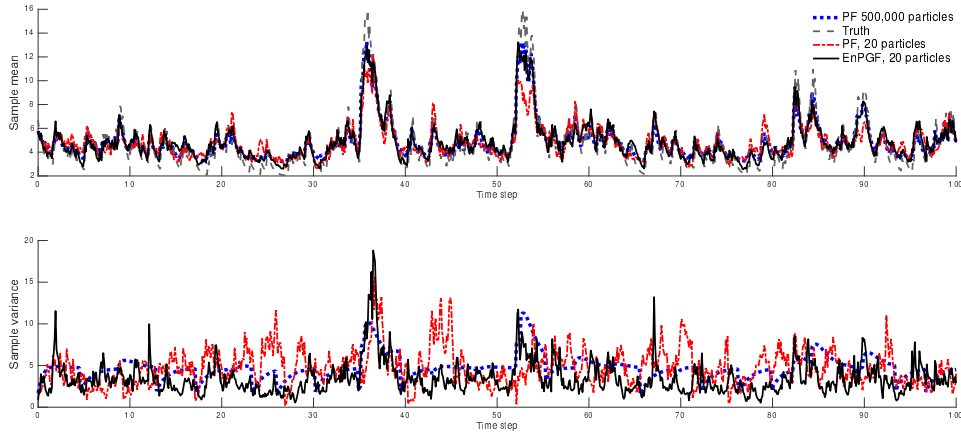 16
14
12
10
8
6
4
2
Sample mean
PF 500,000 particles
Truth
PF, 20 particles
EnPGF, 20 particles
0 10 20 30 40 50 60 70 80 90 100
Time step
20
15
10
5
0
Sample variance
0 10 20 30 40 50 60 70 80 90 100
Time step